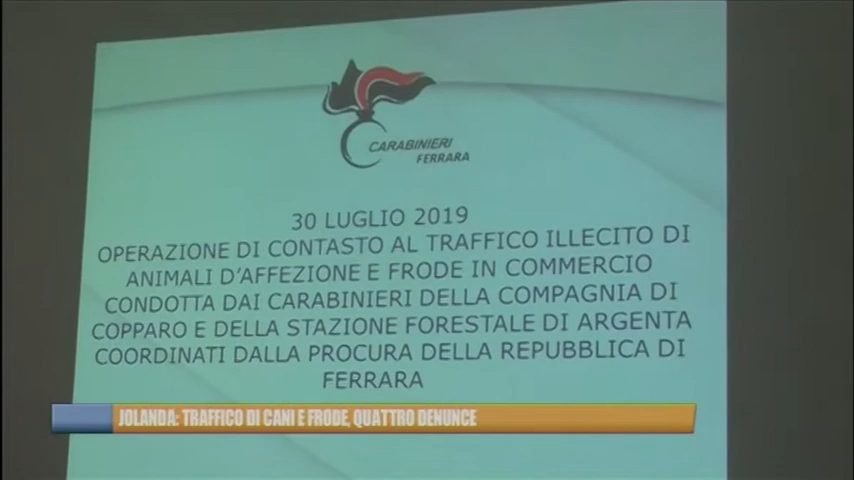 CARABINIERI
FERRARA
30 LUGLIO 2019
OPERAZIONE DI CONTASTO AL TRAFFICO ILLECITO DI
ANIMALI D'AFFEZIONE E FRODE IN COMMERCIO
CONDOTTA DAI CARABINIERI DELLA COMPAGNIA DI
COPPARO E DELLA STAZIONE FORESTALE DI ARGENTA
COORDINATI DALLA PROCURA DELLA REPUBBLICA DI
FERRARA
JOLANDA: TRAFFICO DI CANI E FRODE, QUATTRO DENUNCE